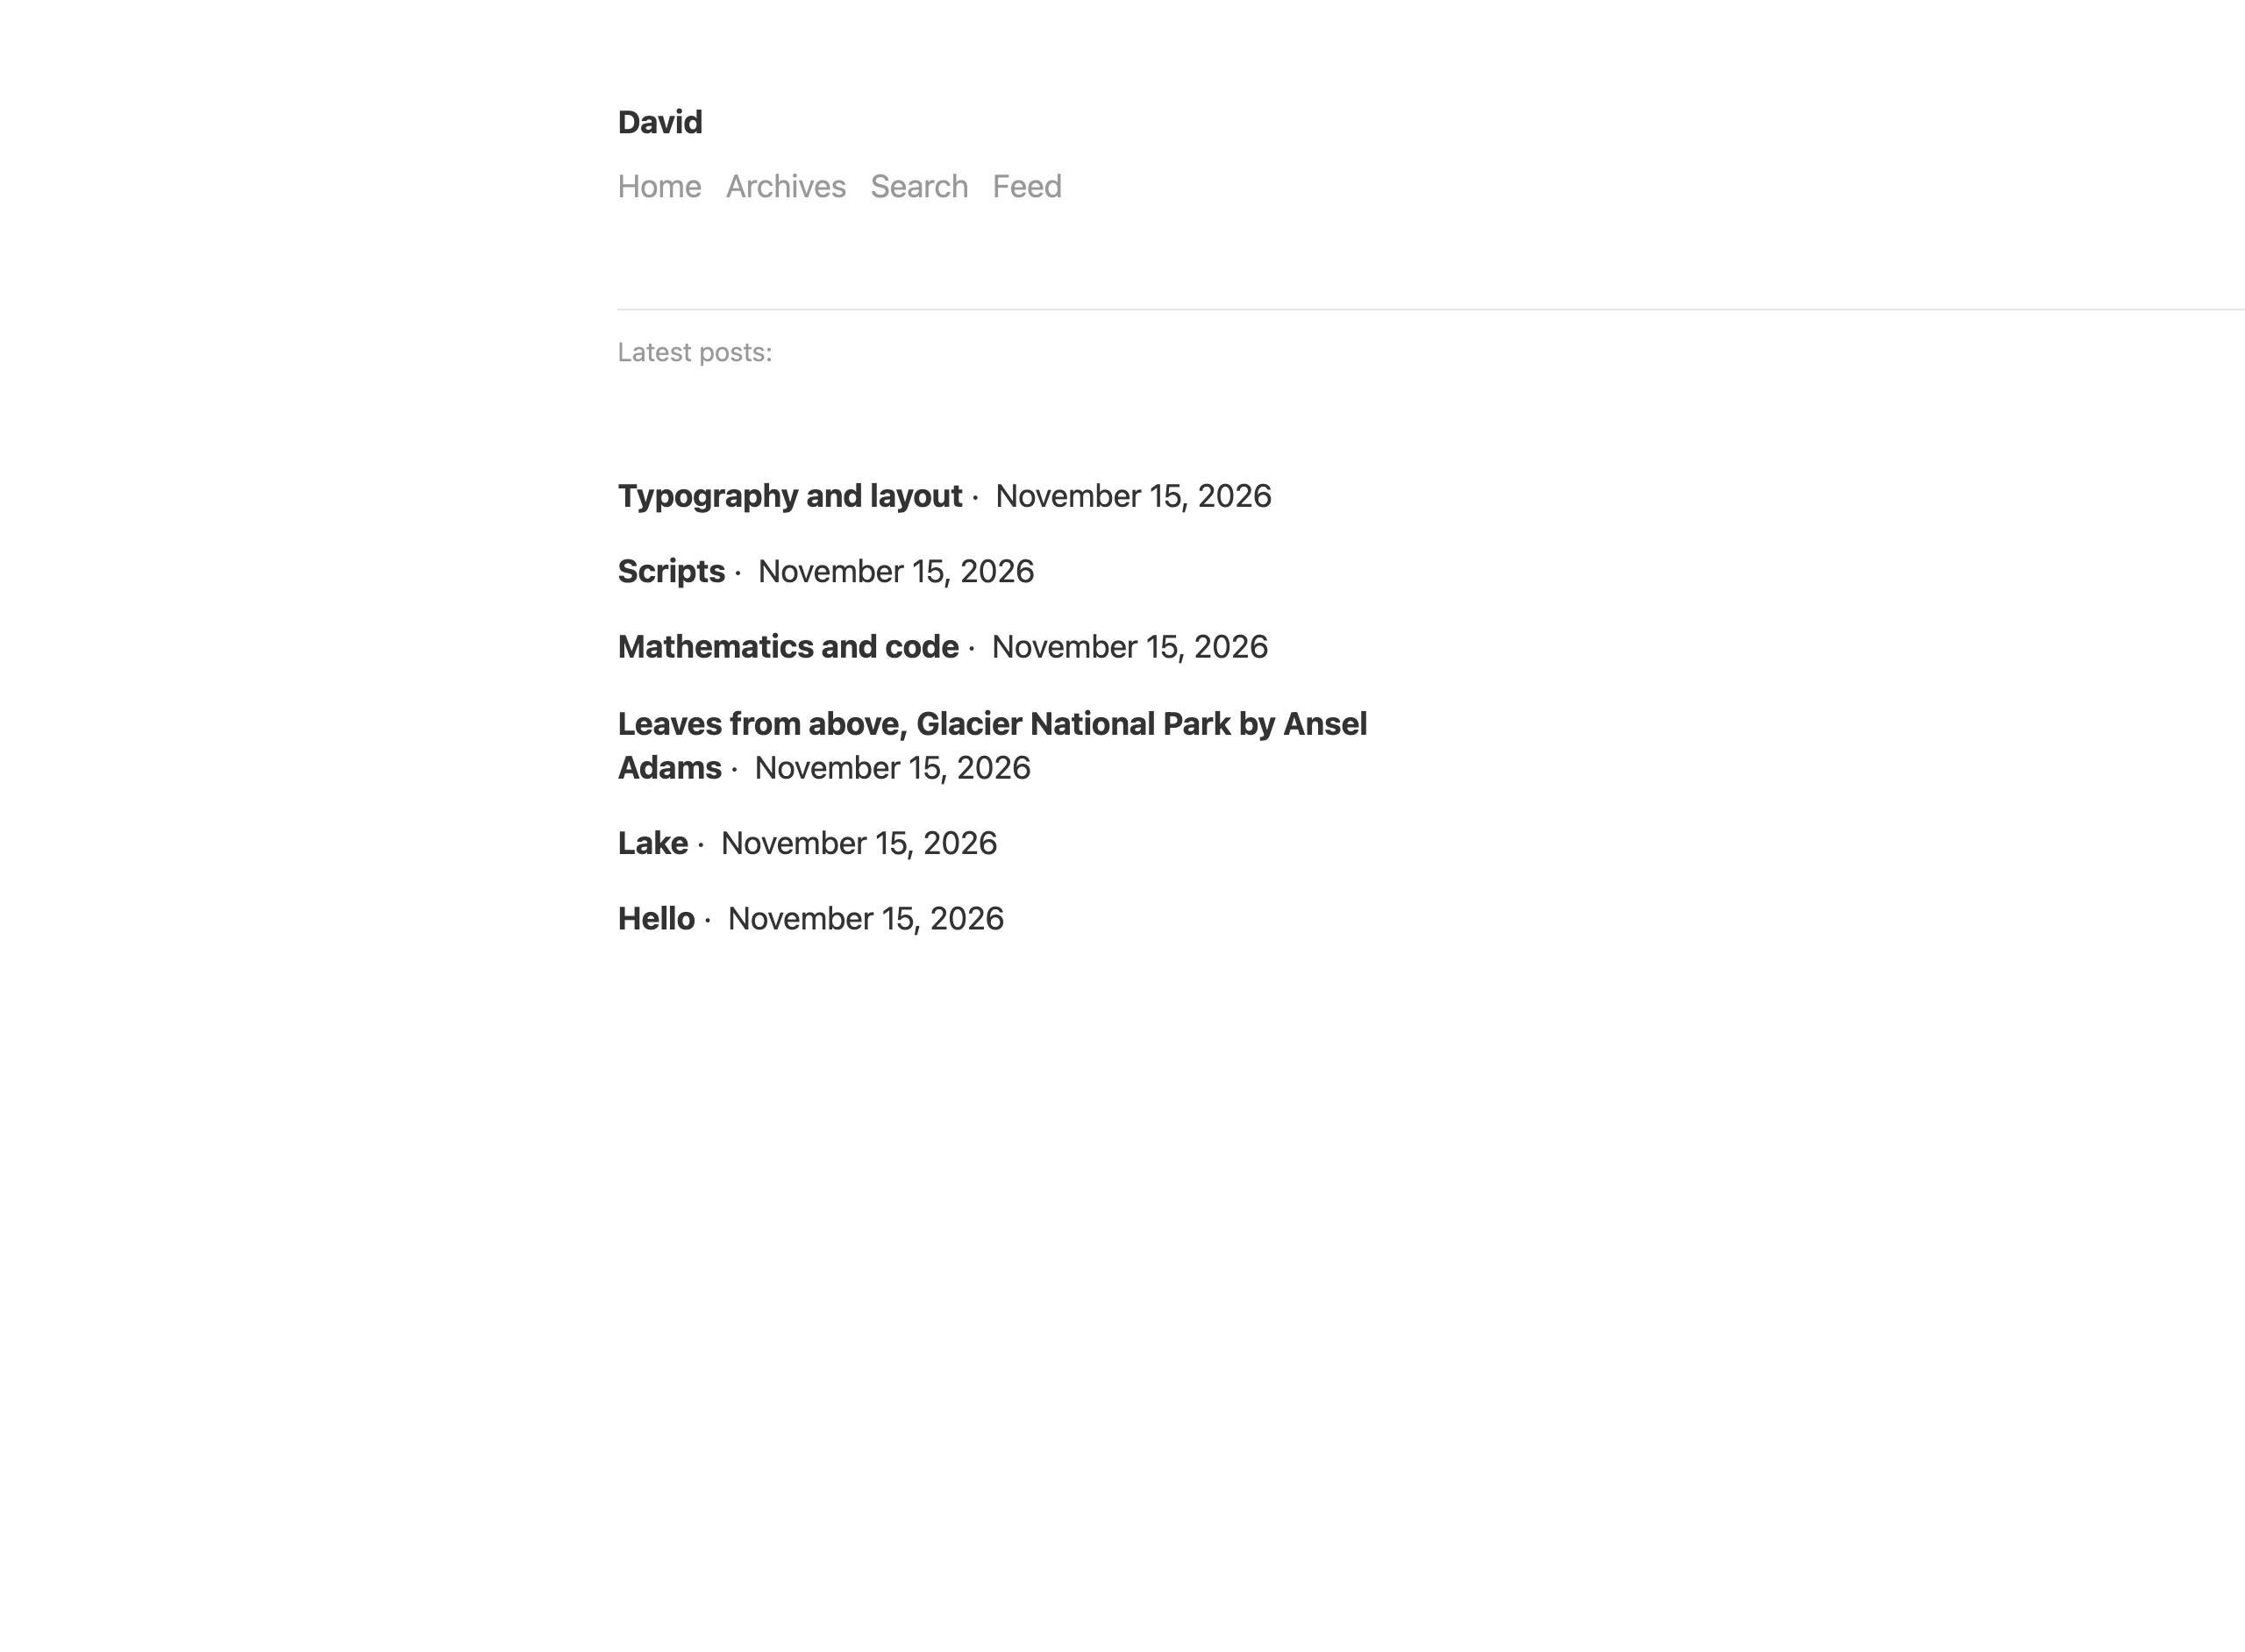 David
Home Archives Search Feed
Latest posts:
Typography and layout · November 15, 2026
Scripts · November 15, 2026
Mathematics and code · November 15, 2026
Leaves from above, Glacier National Park by Ansel
Adams · November 15, 2026
Lake · November 15, 2026
Hello · November 15, 2026